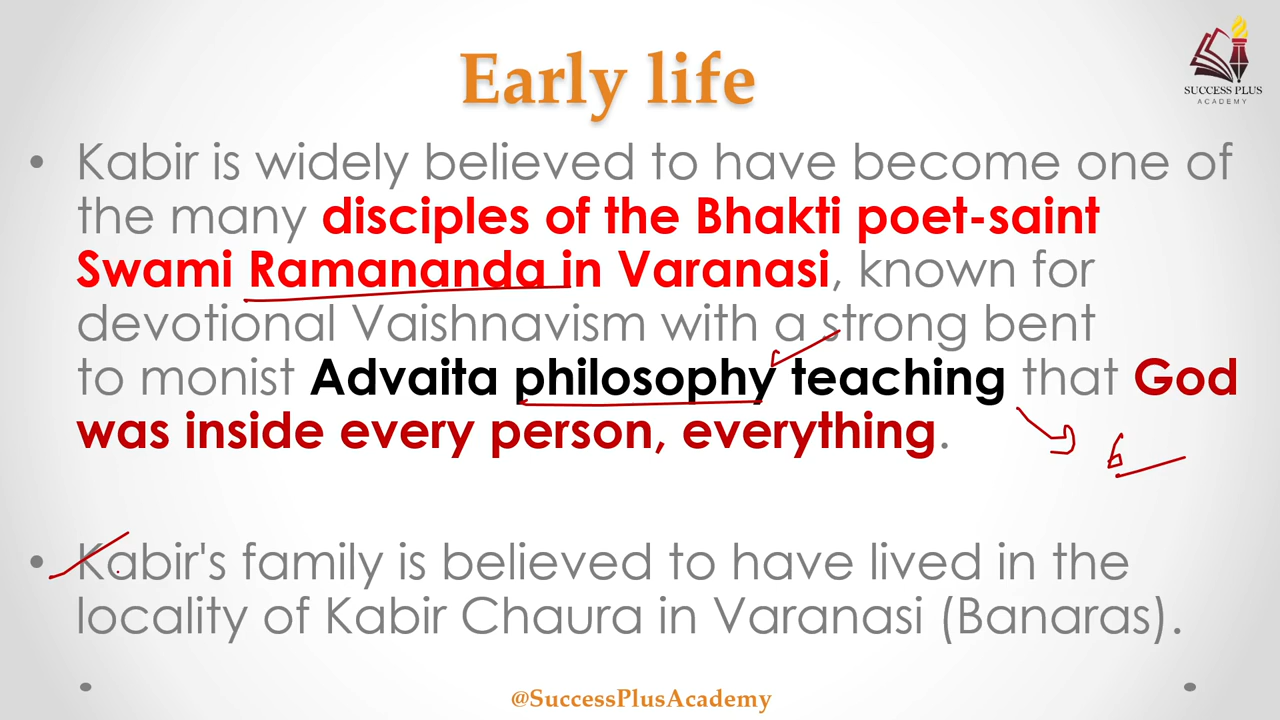 Early life
SUCCESS PLUS
ACADEMY
• Kabir is widely believed to have become one of
the many disciples of the Bhakti poet-saint
Swami Ramananda in Varanasi, known for
devotional Vaishnavism with a strong bent
to monist Advaita philosophy teaching that God
was inside every person, everything.
6
• Kabir's family is believed to have lived in the
locality of Kabir Chaura in Varanasi (Banaras).
@SuccessPlusAcademy